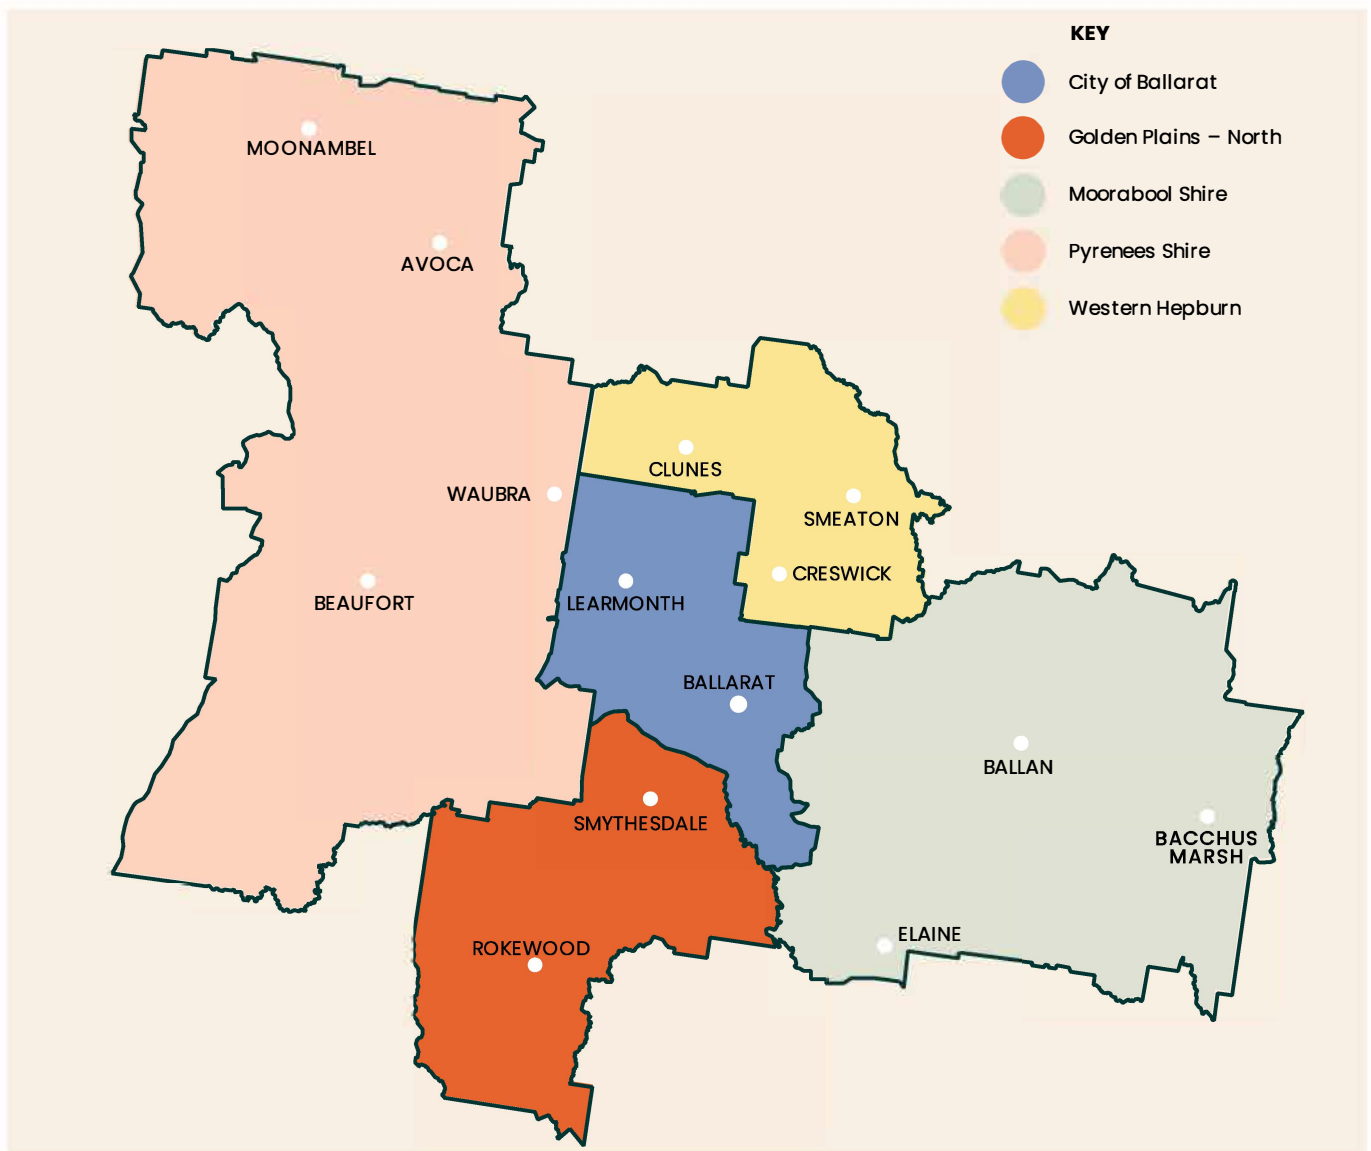 KEY
City of Ballarat
Golden Plains – North
Moorabool Shire
Pyrenees Shire
Western Hepburn
MOONAMBEL
AVOCA
WAUBRA
CLUNES
SMEATON
CRESWICK
BEAUFORT
LEARMONTH
BALLARAT
BALLAN
SMYTHESDALE
BACCHUS
MARSH
ROKEWOOD
ELAINE